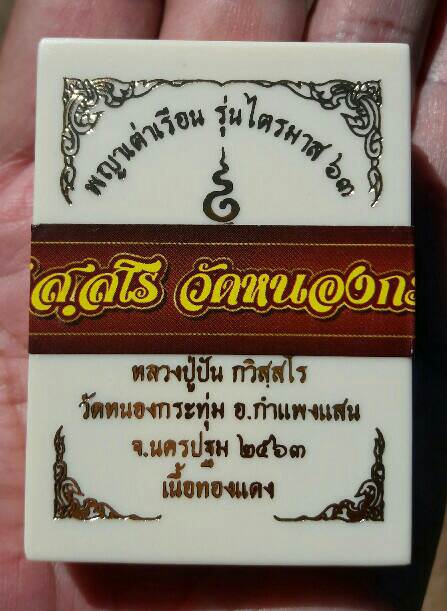 พญาเต่าเรือน รุ่นไตรมาส ๖๓
สฺสโร วัดหนองกระ
หลวงปู่ปัน กวิสฺสโร
วัดหนองกระทุ่ม อ.กำแพงแสน
จ.นครปฐม ๒๕๖๓
เนื้อทองแดง